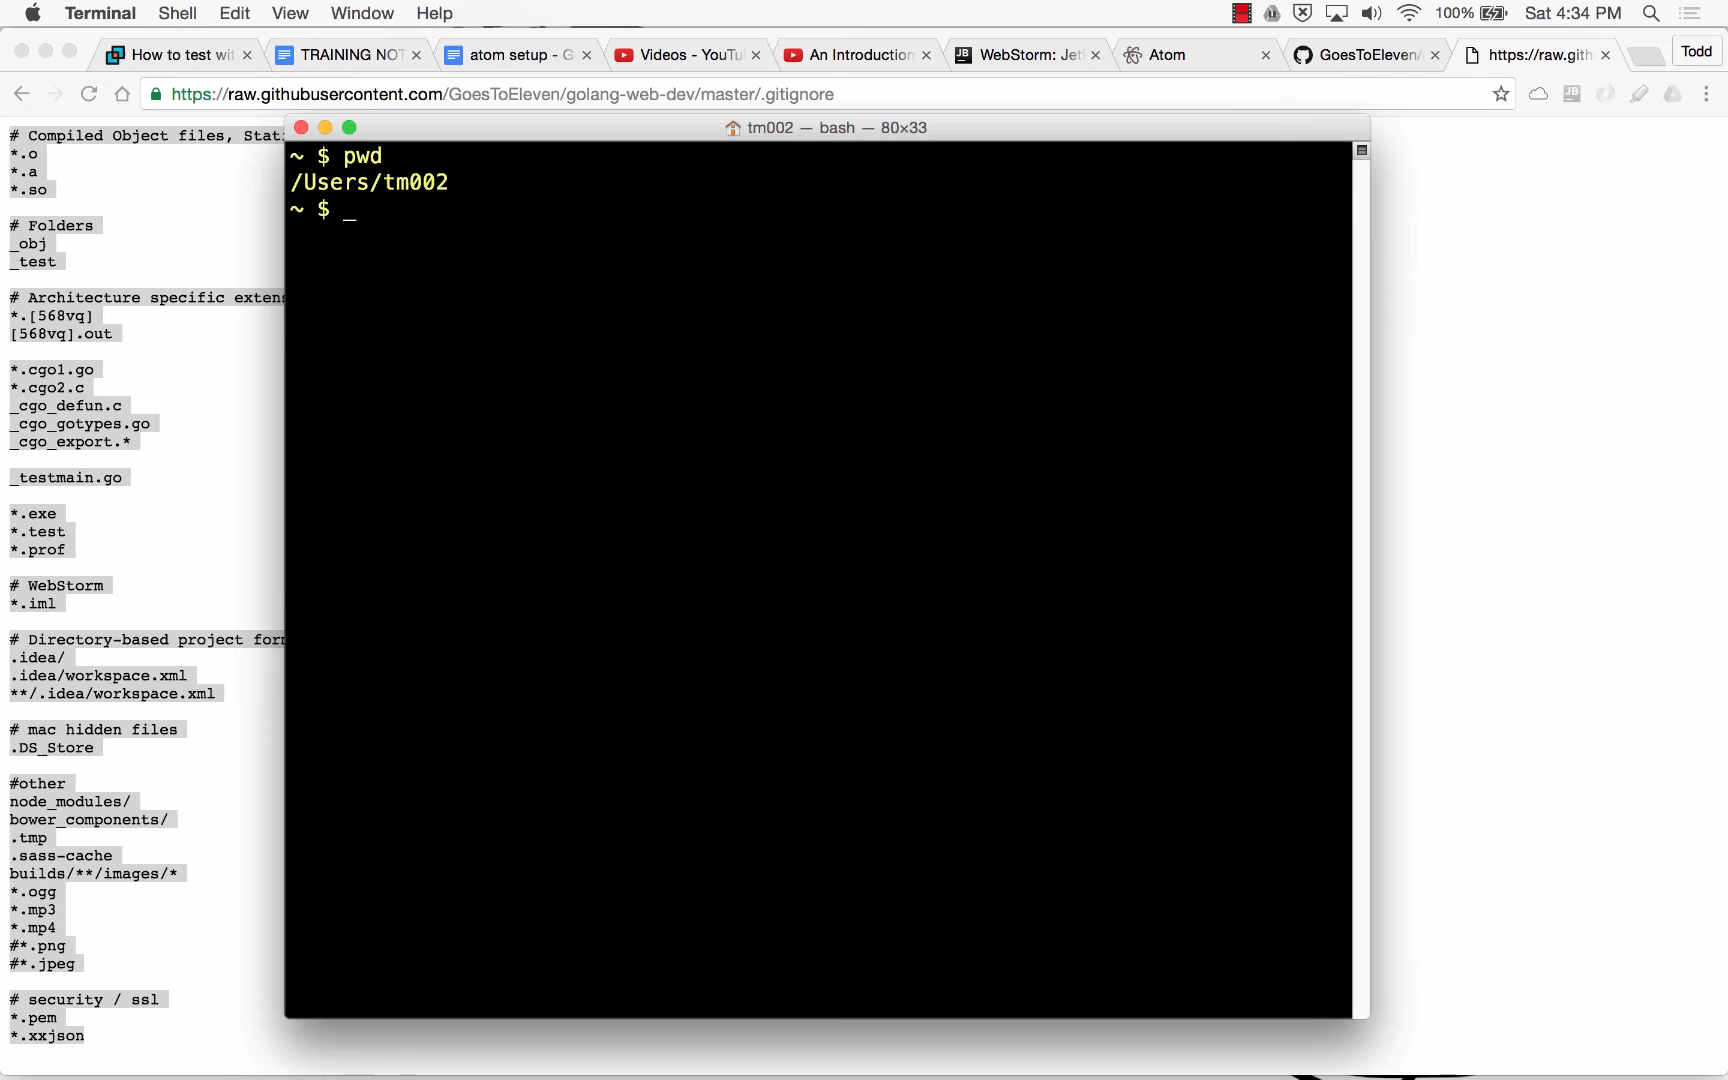 Terminal Shell Edit View Window Help 100% Sat 4:34 PM
How to test wit TRAINING NOT atom setup - G Videos - YouTu An Introduction WebStorm: Jet Atom GoesToEleven/ https://raw.gith Todd
https://raw.githubusercontent.com/GoesToEleven/golang-web-dev/master/.gitignore
tm002 — bash — 80×33
~ $ pwd
/Users/tm002
~ $ _
# Compiled Object files, Stati
*.o
*.a
*.so
# Folders
_obj
_test
# Architecture specific extens
*.[568vq]
[568vq].out
*.cgo1.go
*.cgo2.c
_cgo_defun.c
_cgo_gotypes.go
_cgo_export.*
_testmain.go
*.exe
*.test
*.prof
# WebStorm
*.iml
# Directory-based project form
.idea/
.idea/workspace.xml
**/.idea/workspace.xml
# mac hidden files
.DS_Store
#other
node_modules/
bower_components/
.tmp
.sass-cache
builds/**/images/*
*.ogg
*.mp3
*.mp4
#*.png
#*.jpeg
# security / ssl
*.pem
*.xxjson